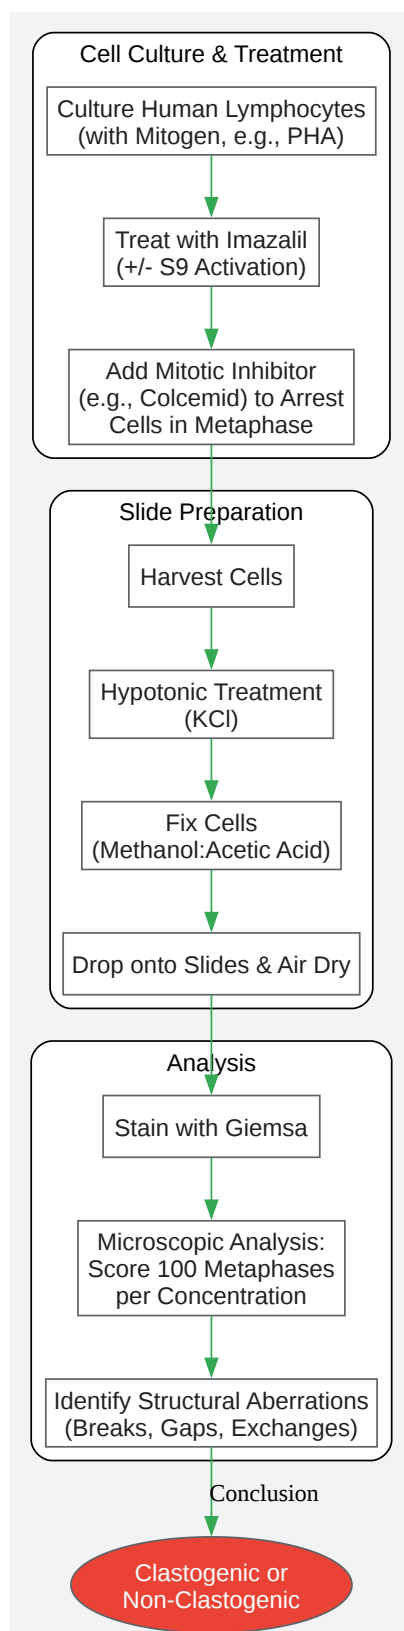 Cell Culture & Treatment
Culture Human Lymphocytes
(with Mitogen, e.g., PHA)
Treat with Imazalil
(+/- S9 Activation)
Add Mitotic Inhibitor
(e.g., Colcemid) to Arrest
Cells in Metaphase
Slide Preparation
Harvest Cells
Hypotonic Treatment
(KCl)
Fix Cells
(Methanol:Acetic Acid)
Drop onto Slides & Air Dry
Analysis
Stain with Giemsa
Microscopic Analysis:
Score 100 Metaphases
per Concentration
Identify Structural Aberrations
(Breaks, Gaps, Exchanges)
Conclusion
Clastogenic or
Non-Clastogenic